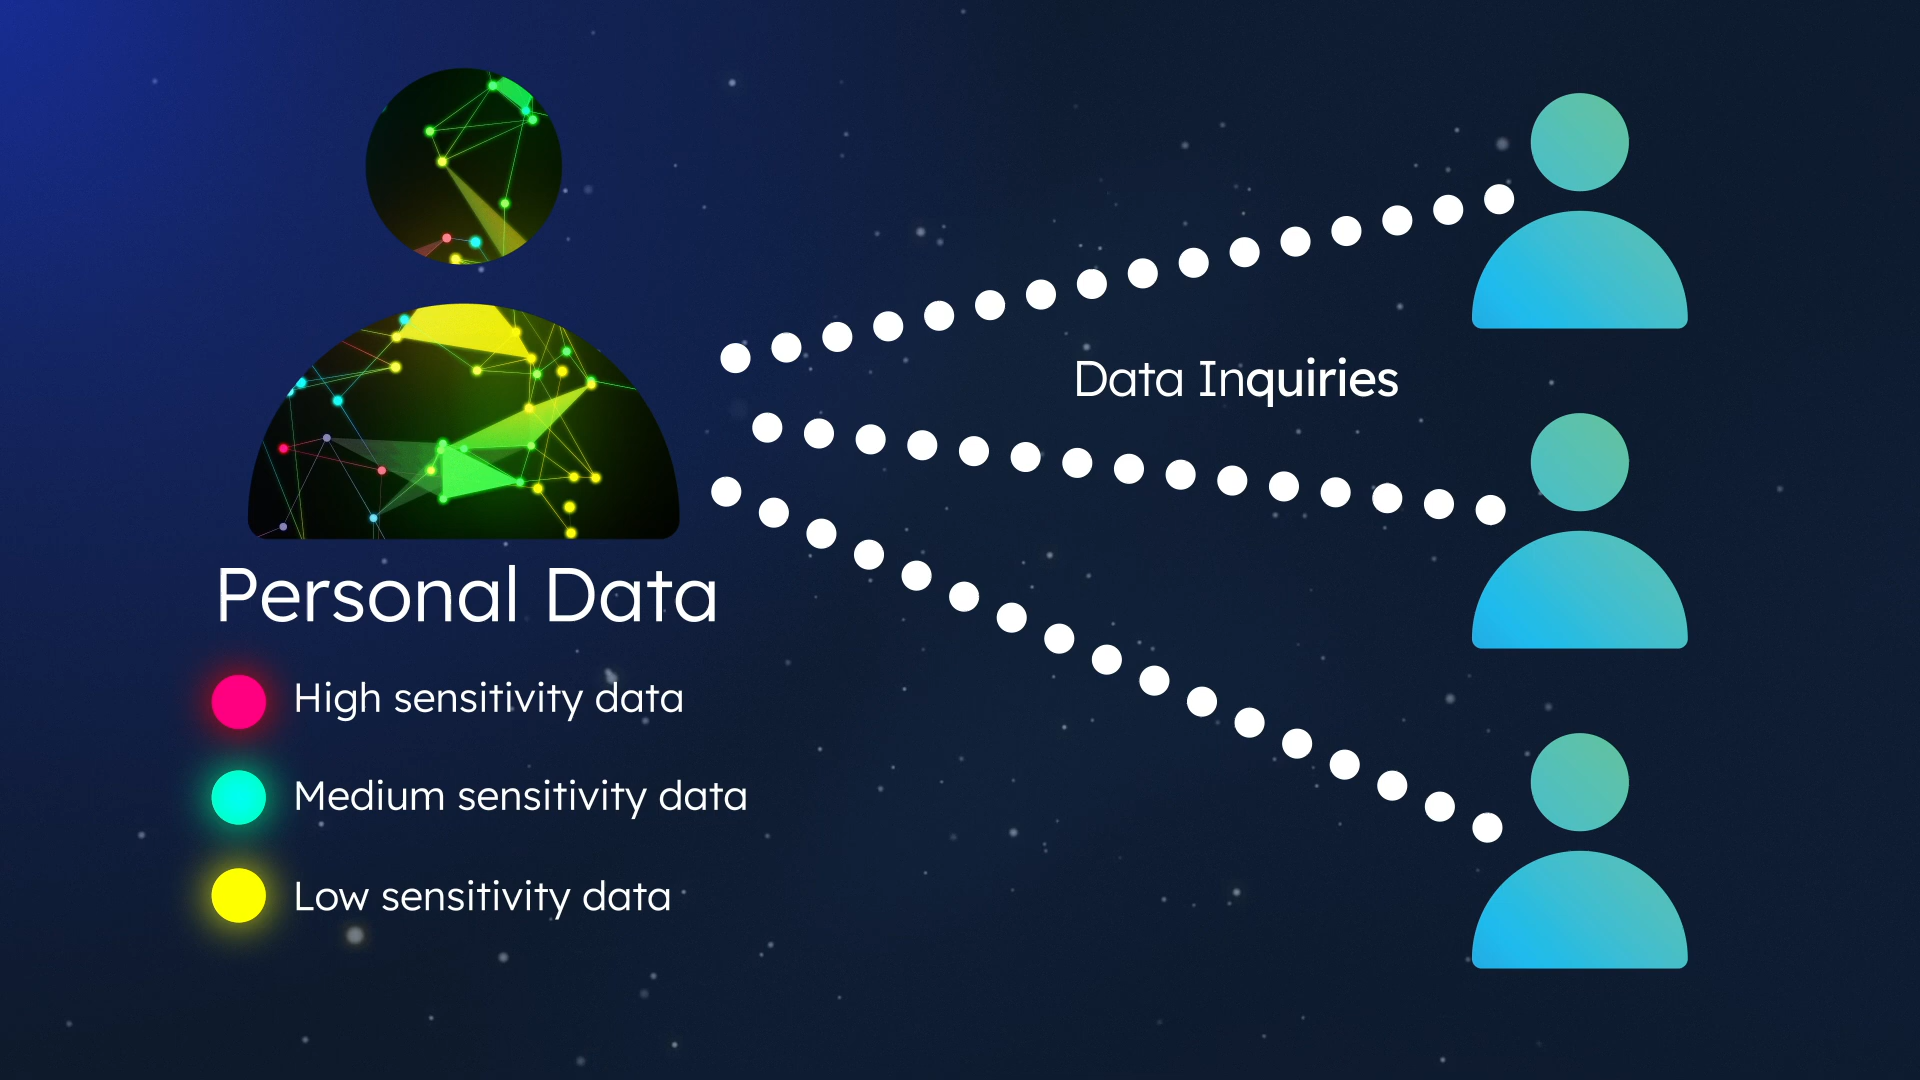 Data Inquiries
Personal Data
High sensitivity data
Medium sensitivity data
Low sensitivity data